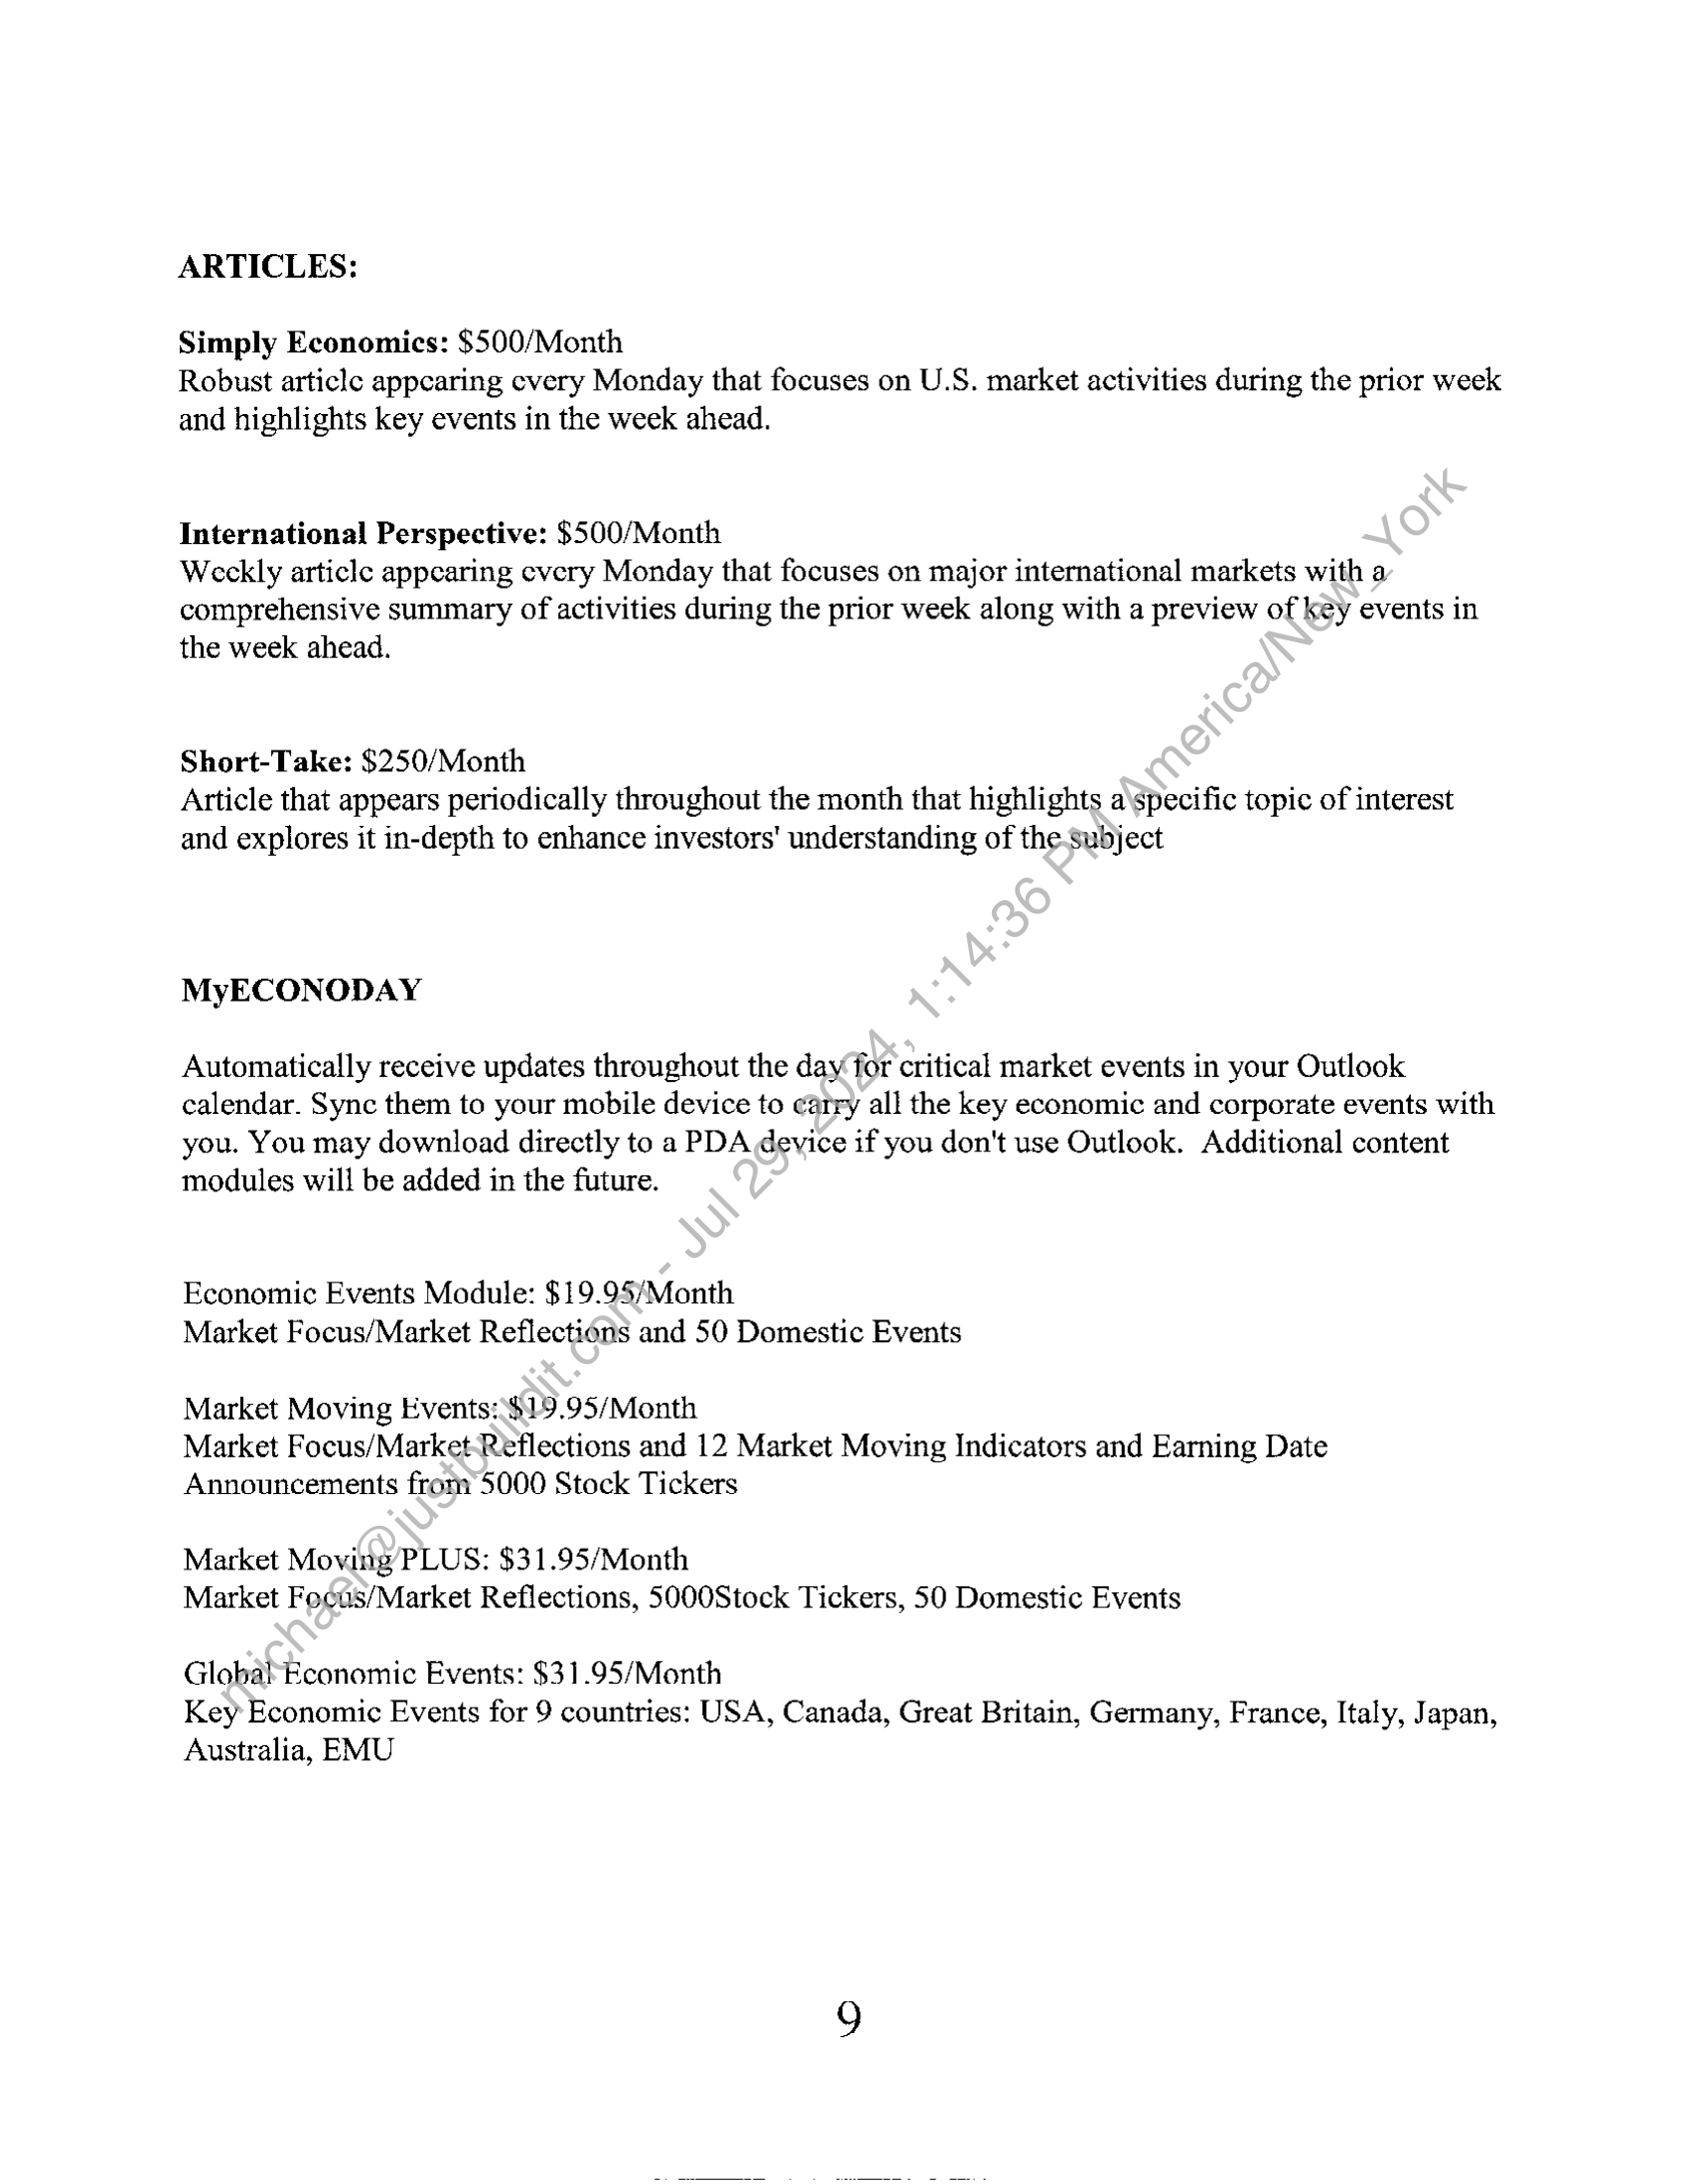 ARTICLES:
Simply Economics: $500/Month
Robust article appearing every Monday that focuses on U.S. market activities during the prior week
and highlights key events in the week ahead.
International Perspective: $500/Month
Weekly article appearing every Monday that focuses on major international markets with a
comprehensive summary of activities during the prior week along with a preview of key events in
the week ahead.
Short-Take: $250/Month
Article that appears periodically throughout the month that highlights a specific topic of interest
and explores it in-depth to enhance investors' understanding of the subject
MyECONODAY
Automatically receive updates throughout the day for critical market events in your Outlook
calendar. Sync them to your mobile device to carry all the key economic and corporate events with
you. You may download directly to a PDA device if you don't use Outlook. Additional content
modules will be added in the future.
Economic Events Module: $19.95/Month
Market Focus/Market Reflections and 50 Domestic Events
Market Moving Events: $19.95/Month
Market Focus/Market Reflections and 12 Market Moving Indicators and Earning Date
Announcements from 5000 Stock Tickers
Market Moving PLUS: $31.95/Month
Market Focus/Market Reflections, 5000Stock Tickers, 50 Domestic Events
Global Economic Events: $31.95/Month
Key Economic Events for 9 countries: USA, Canada, Great Britain, Germany, France, Italy, Japan,
Australia, EMU
9
michael@justbuildit.com - Jul 29, 2024, 1:14:36 PM America/New_York